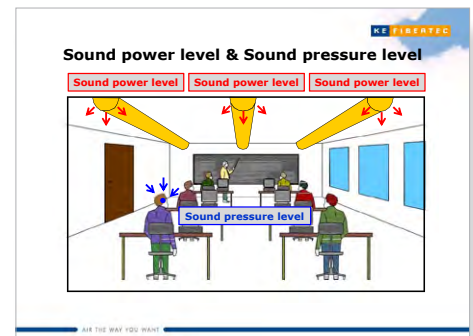 KE FIBERTEC
Sound power level & Sound pressure level
Sound power level Sound power level Sound power level
Sound pressure level
AIR THE WAY YOU WANT